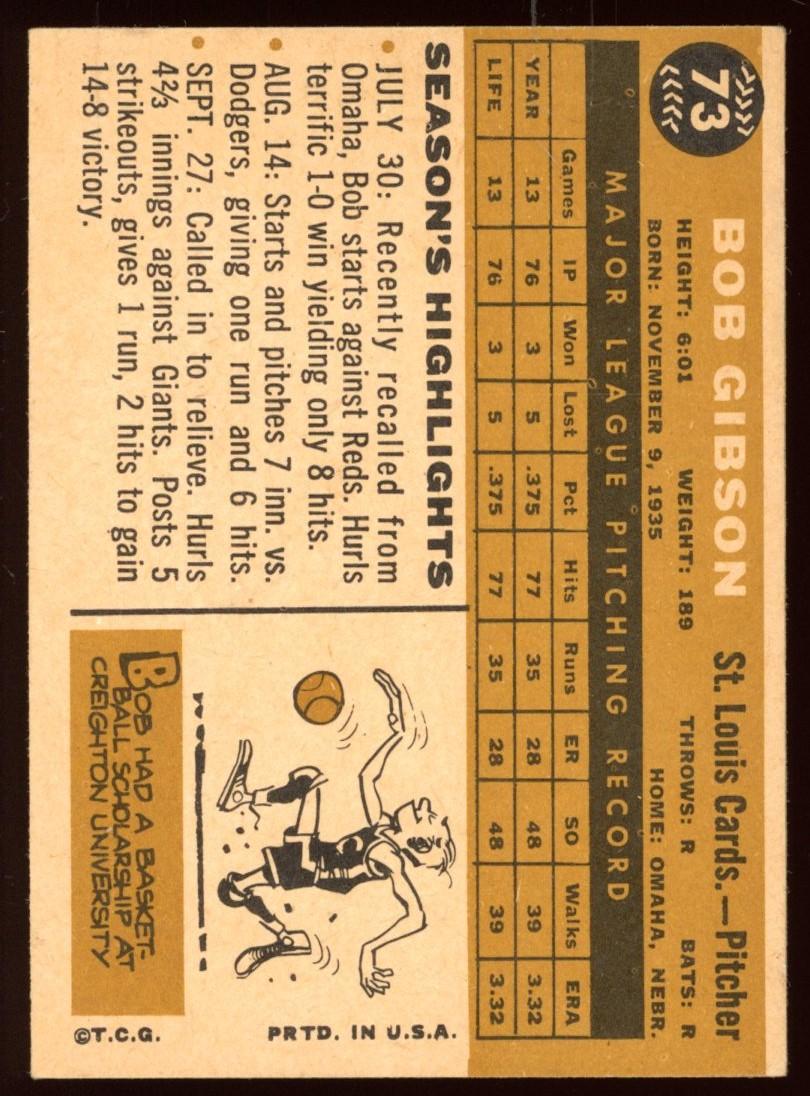 73
BOB GIBSON St. Louis Cards.—Pitcher
HEIGHT: 6:01 WEIGHT: 189 THROWS: R BATS: R
BORN: NOVEMBER 9, 1935 HOME: OMAHA, NEBR.
MAJOR LEAGUE PITCHING RECORD
Games IP Won Lost Pct Hits Runs ER SO Walks ERA
YEAR 13 76 3 5 .375 77 35 28 48 39 3.32
LIFE 13 76 3 5 .375 77 35 28 48 39 3.32
SEASON'S HIGHLIGHTS
• JULY 30: Recently recalled from
Omaha, Bob starts against Reds. Hurls
terrific 1-0 win yielding only 8 hits.
• AUG. 14: Starts and pitches 7 inn. vs.
Dodgers, giving one run and 6 hits.
• SEPT. 27: Called in to relieve. Hurls
4⅔ innings against Giants. Posts 5
strikeouts, gives 1 run, 2 hits to gain
14-8 victory.
BOB HAD A BASKET-
BALL SCHOLARSHIP AT
CREIGHTON UNIVERSITY
PRTD. IN U.S.A.
©T.C.G.